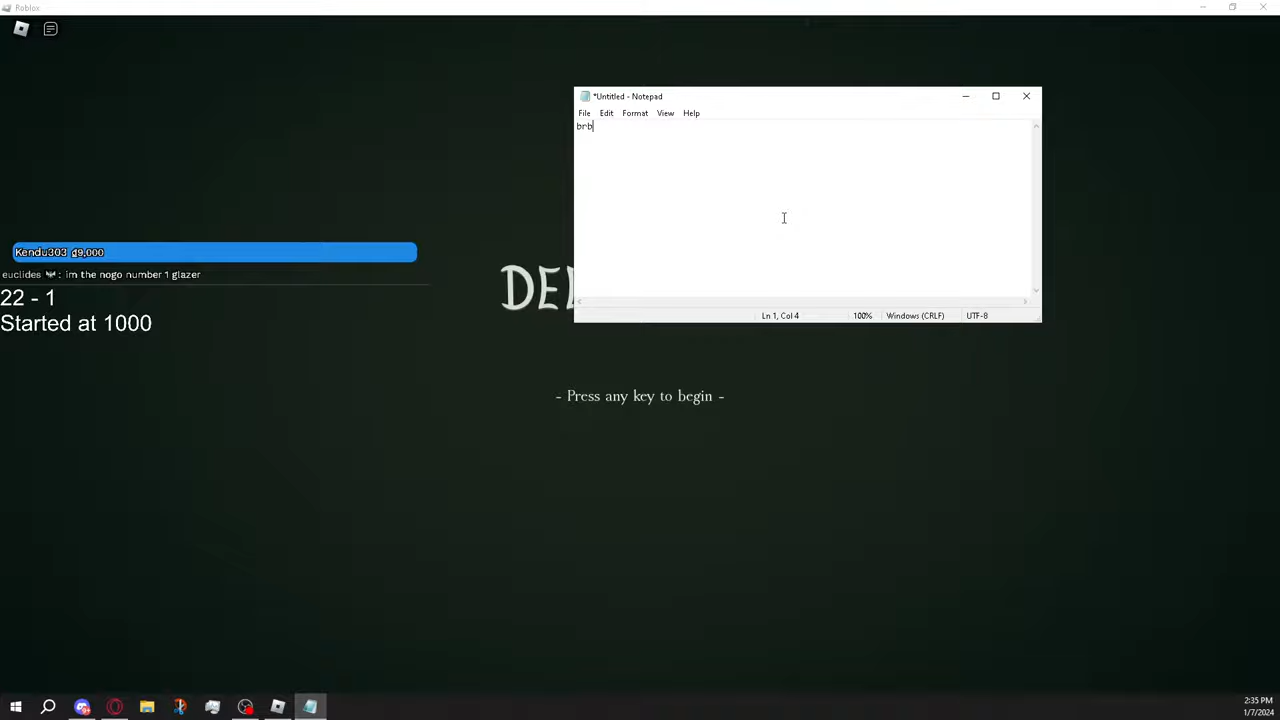 Roblox
*Untitled - Notepad
File Edit Format View Help
brb
Kendu303 ₫9,000
euclides : im the nogo number 1 glazer
22 - 1
Started at 1000
DE
Ln 1, Col 4 100% Windows (CRLF) UTF-8
- Press any key to begin -
2:35 PM
1/7/2024